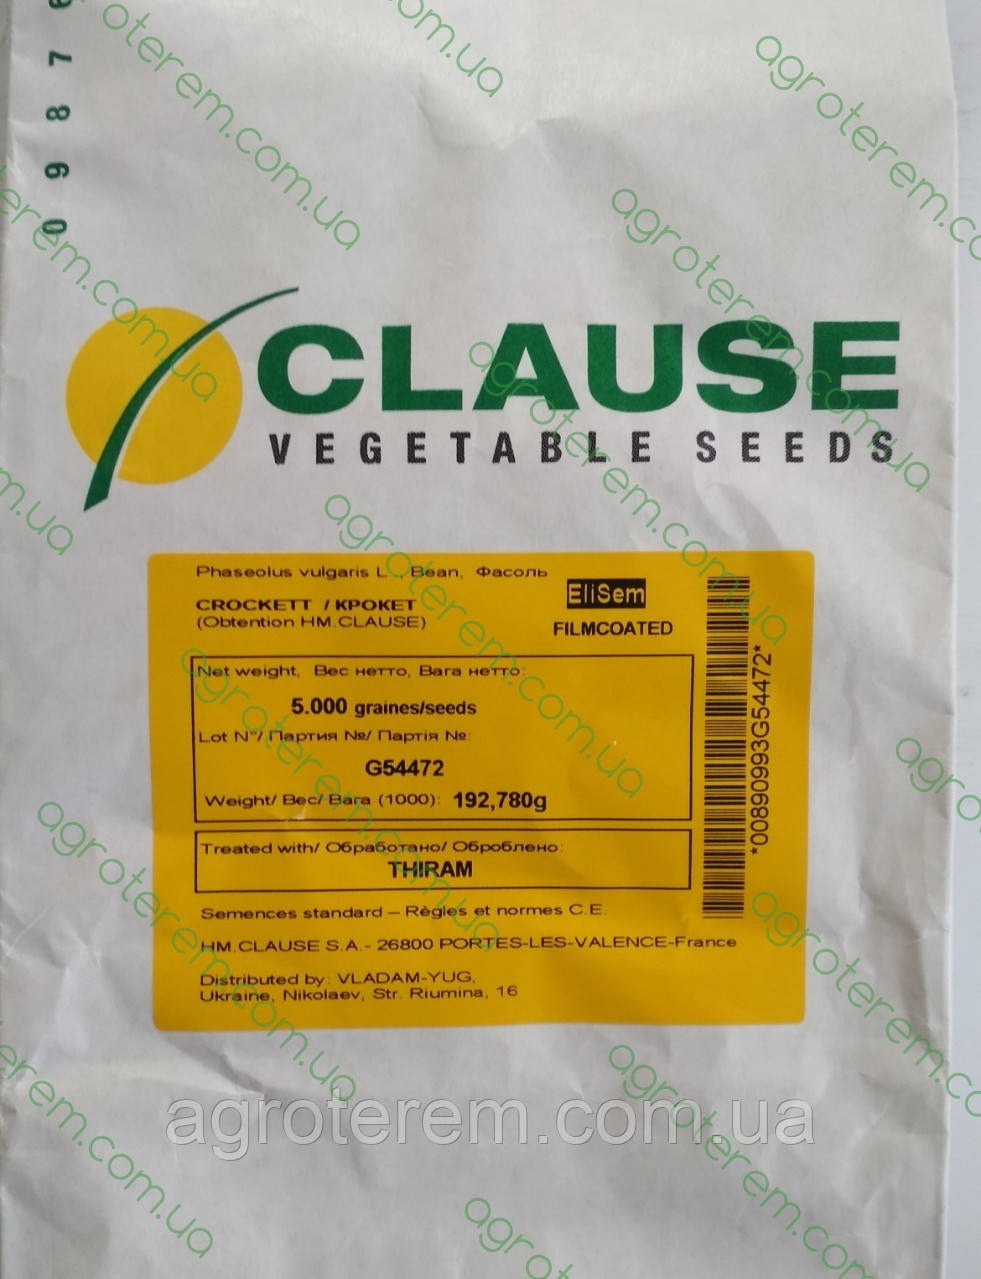 0 9 8 7
CLAUSE
VEGETABLE SEEDS
Phaseolus vulgaris L., Bean, Фасоль
CROCKETT / КРОКЕТ
(Obtention HM.CLAUSE)
EliSem
FILMCOATED
Net weight, Вес нетто, Вага нетто:
5.000 graines/seeds
Lot N°/ Партия №/ Партія №:
G54472
Weight/ Вес/ Вага (1000): 192,780g
Treated with/ Обработано/ Оброблено:
THIRAM
Semences standard – Règles et normes C.E.
HM.CLAUSE S.A.- 26800 PORTES-LES-VALENCE-France
Distributed by: VLADAM-YUG,
Ukraine, Nikolaev, Str. Riumina, 16
*00890993G54472*
agroterem.com.ua